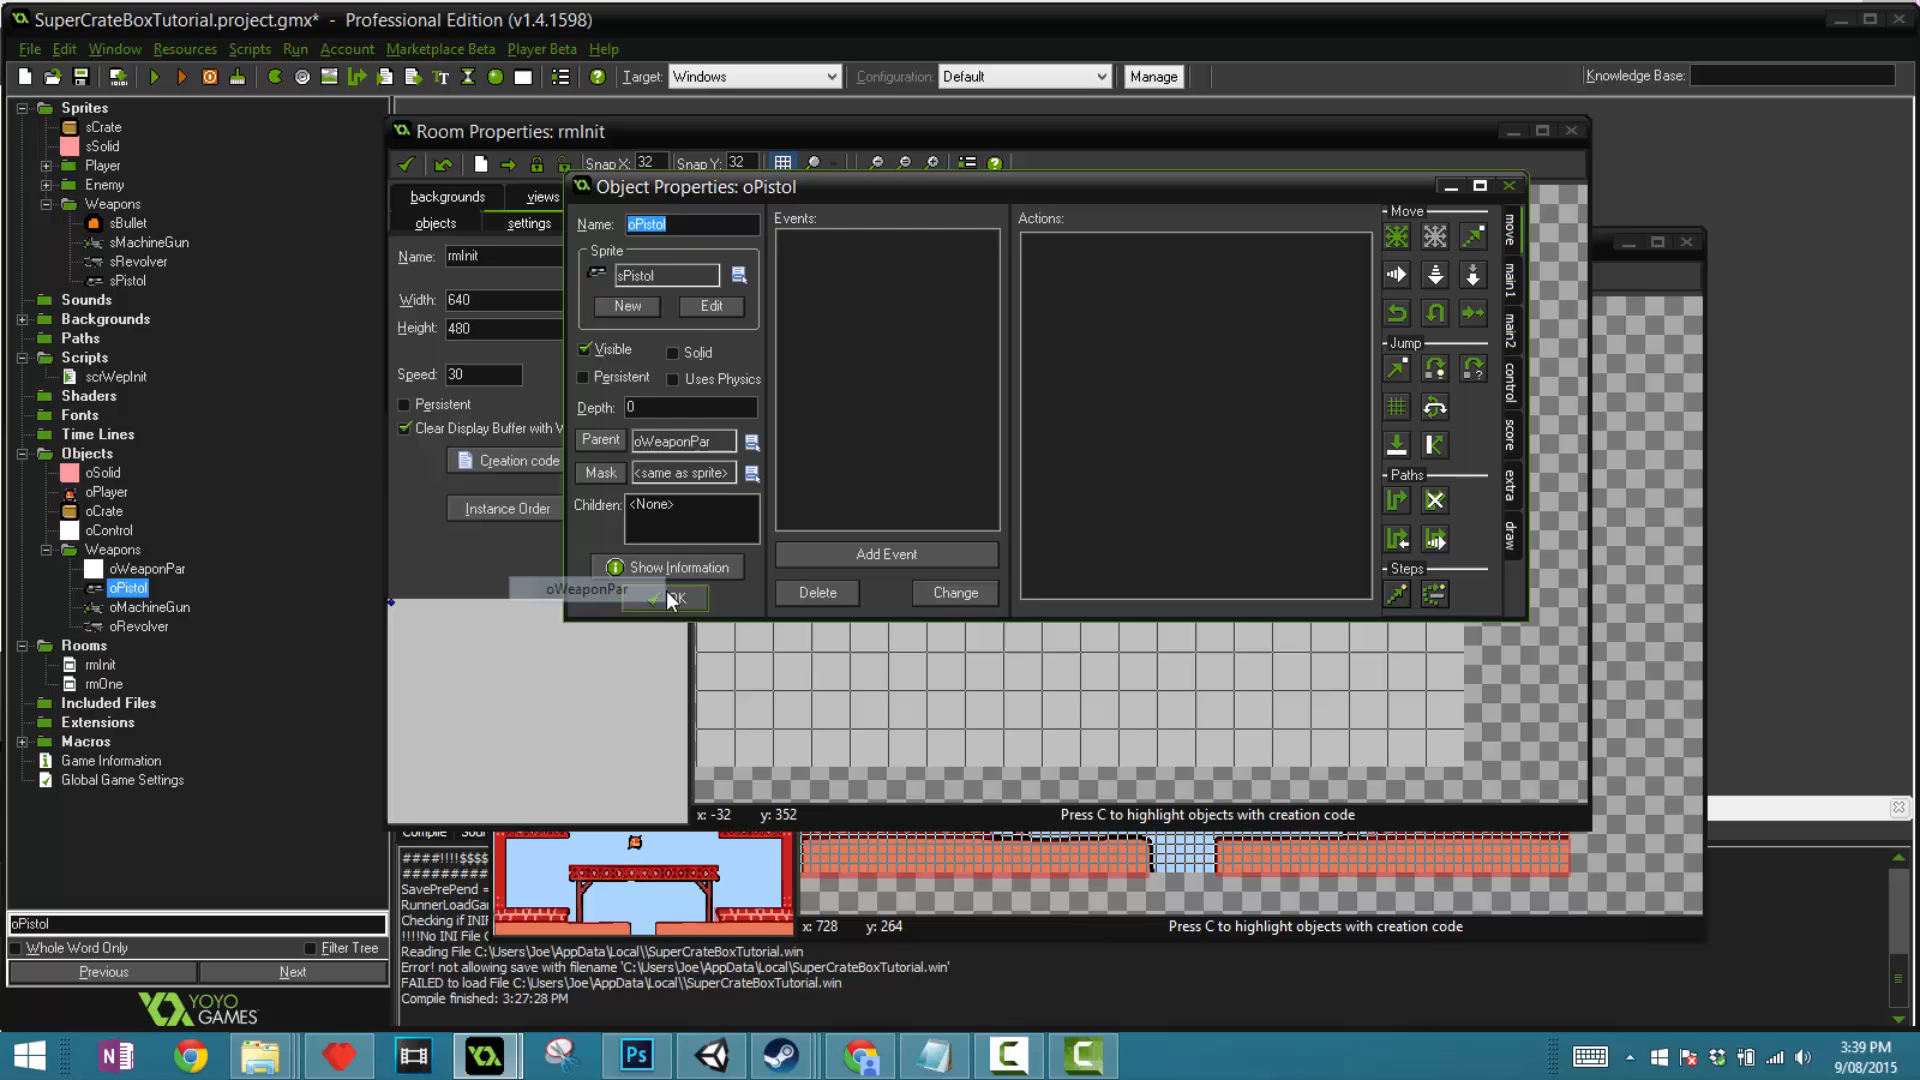 SuperCrateBoxTutorial.project.gmx* - Professional Edition (v1.4.1598)
File Edit Window Resources Scripts Run Account Marketplace Beta Player Beta Help
Target: Windows Configuration: Default Manage Knowledge Base:
Sprites
sCrate
sSolid
Player
Enemy
Weapons
sBullet
sMachineGun
sRevolver
sPistol
Sounds
Backgrounds
Paths
Scripts
scrWepInit
Shaders
Fonts
Time Lines
Objects
oSolid
oPlayer
oCrate
oControl
Weapons
oWeaponPar
oPistol
oMachineGun
oRevolver
Rooms
rmInit
rmOne
Included Files
Extensions
Macros
Game Information
Global Game Settings
oPistol
Whole Word Only Filter Tree
Previous Next
YOYO
GAMES
Room Properties: rmInit
Snap X: 32 Snap Y: 32
backgrounds views
objects settings
Name: rmInit
Width: 640
Height: 480
Speed: 30
Persistent
Clear Display Buffer with V
Creation code
Instance Order
Object Properties: oPistol
Name: oPistol
Sprite
sPistol
New Edit
Visible Solid
Persistent Uses Physics
Depth: 0
Parent oWeaponPar
Mask <same as sprite>
Children: <None>
Show Information
oWeaponPar
OK
Events:
Add Event
Delete Change
Actions:
Move
Jump
Paths
Steps
move
main1
main2
control
score
extra
draw
x: -32 y: 352 Press C to highlight objects with creation code
x: 728 y: 264 Press C to highlight objects with creation code
Compile
####!!!!$$$$
#########
SavePrePend =
RunnerLoadGa
Checking if INIF
!!!!No INI File C
Reading File C:\Users\Joe\AppData\Local\\SuperCrateBoxTutorial.win
Error! not allowing save with filename 'C:\Users\Joe\AppData\Local\SuperCrateBoxTutorial.win'
FAILED to load File C:\Users\Joe\AppData\Local\\SuperCrateBoxTutorial.win
Compile finished: 3:27:28 PM
3:39 PM
9/08/2015